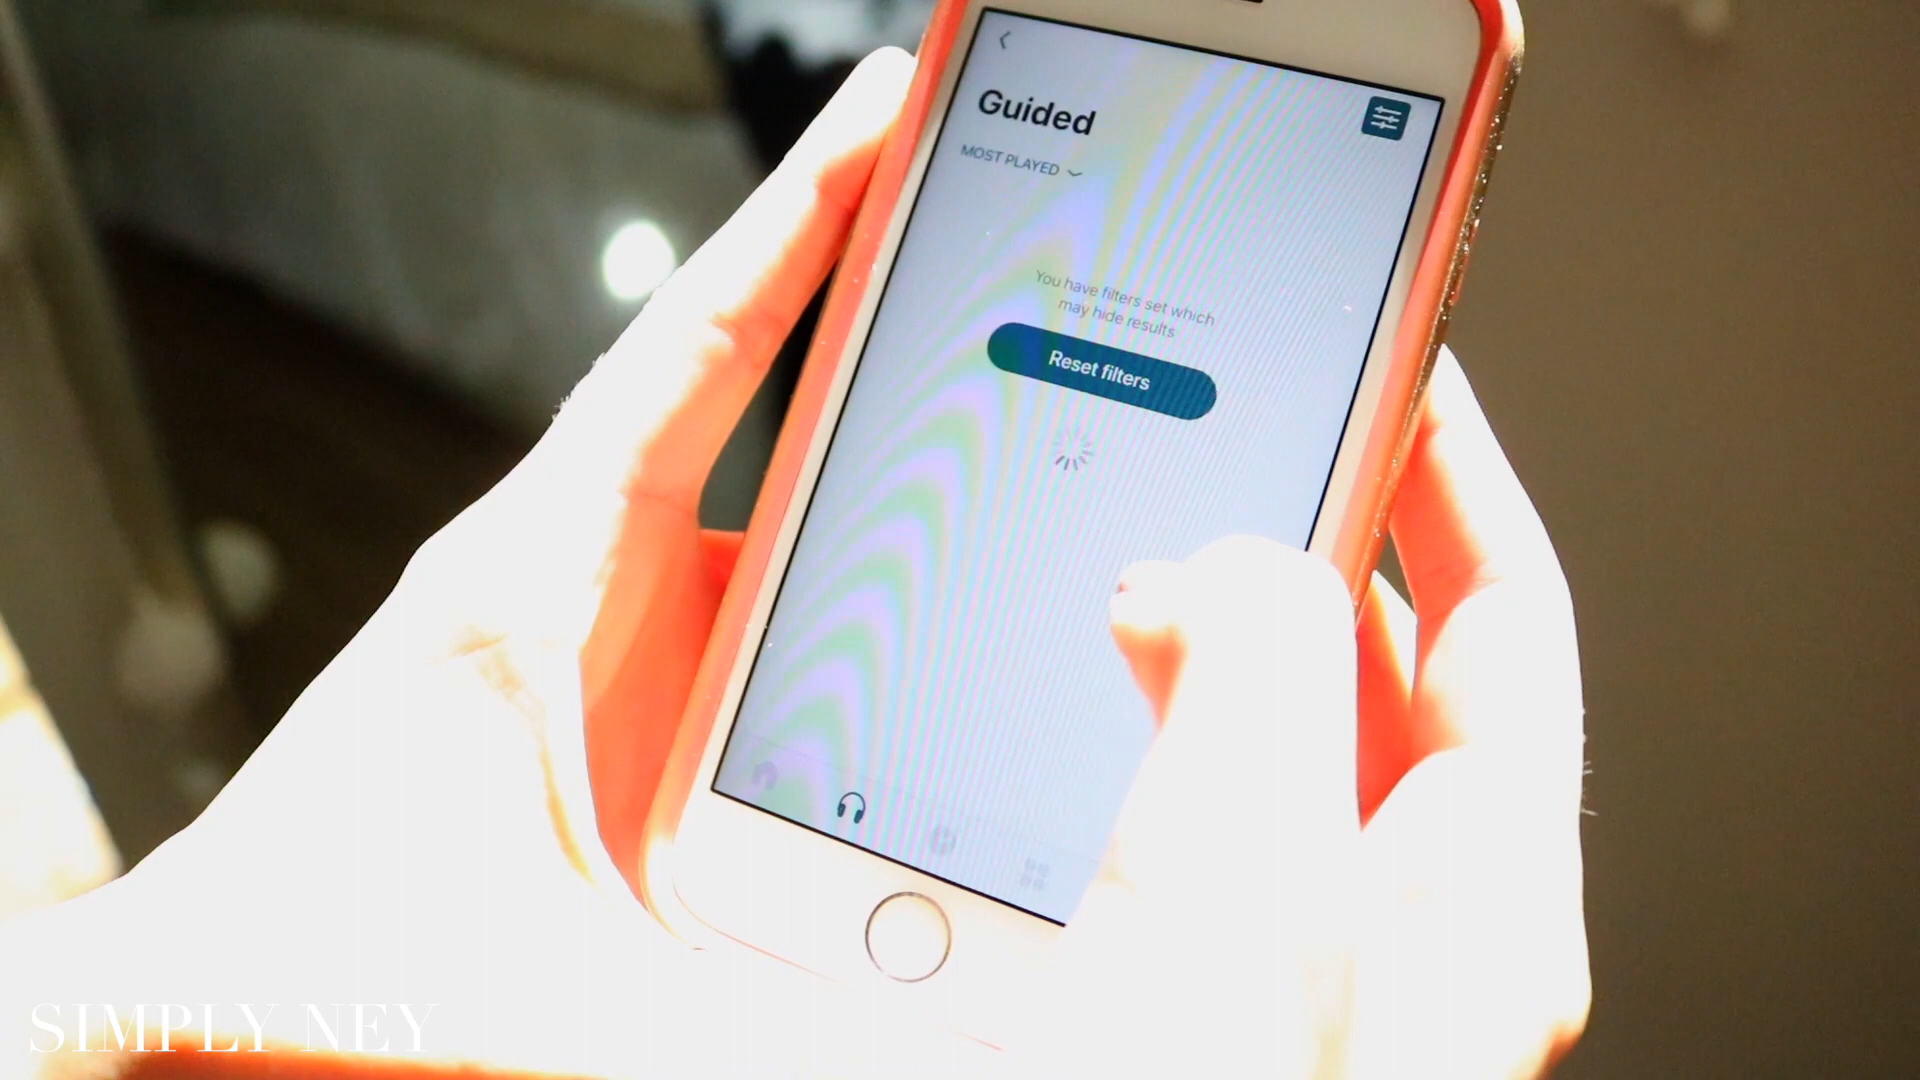 Guided
MOST PLAYED
You have filters set which
may hide results
Reset filters
SIMPLY NEY